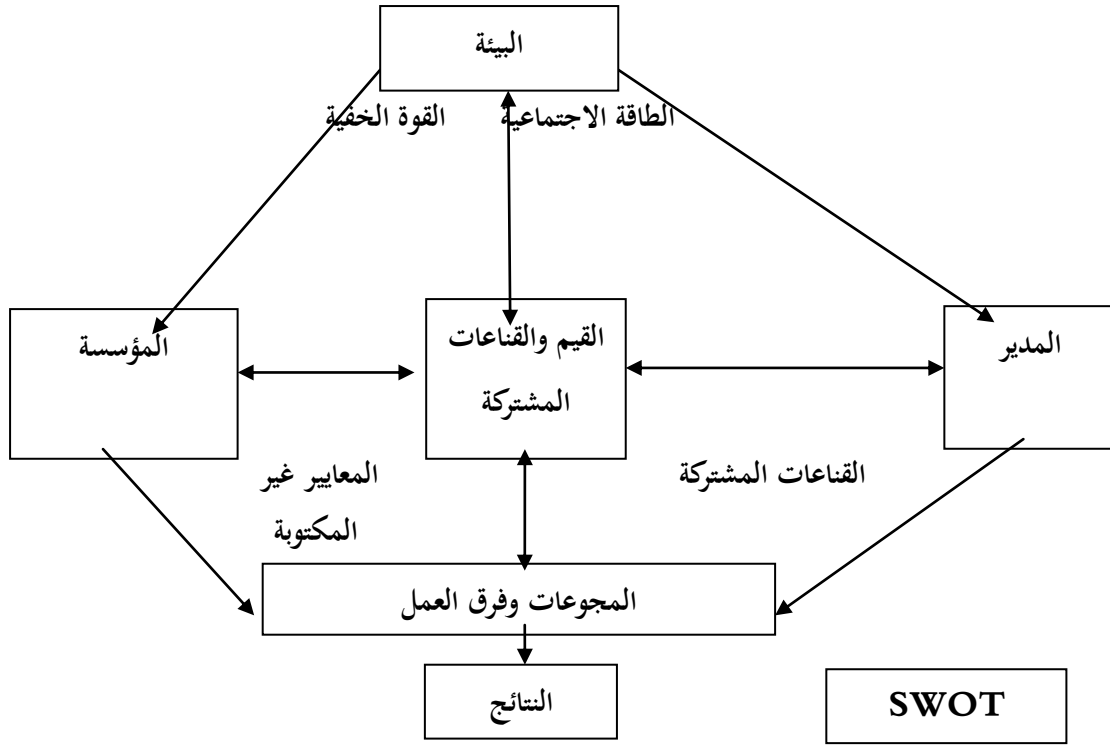 البيئة
الطاقة الاجتماعية
القوة الخفية
المدير
القيم والقناعات
المشتركة
المؤسسة
القناعات المشتركة
المعايير غير
المكتوبة
المجوعات وفرق العمل
النتائج
SWOT